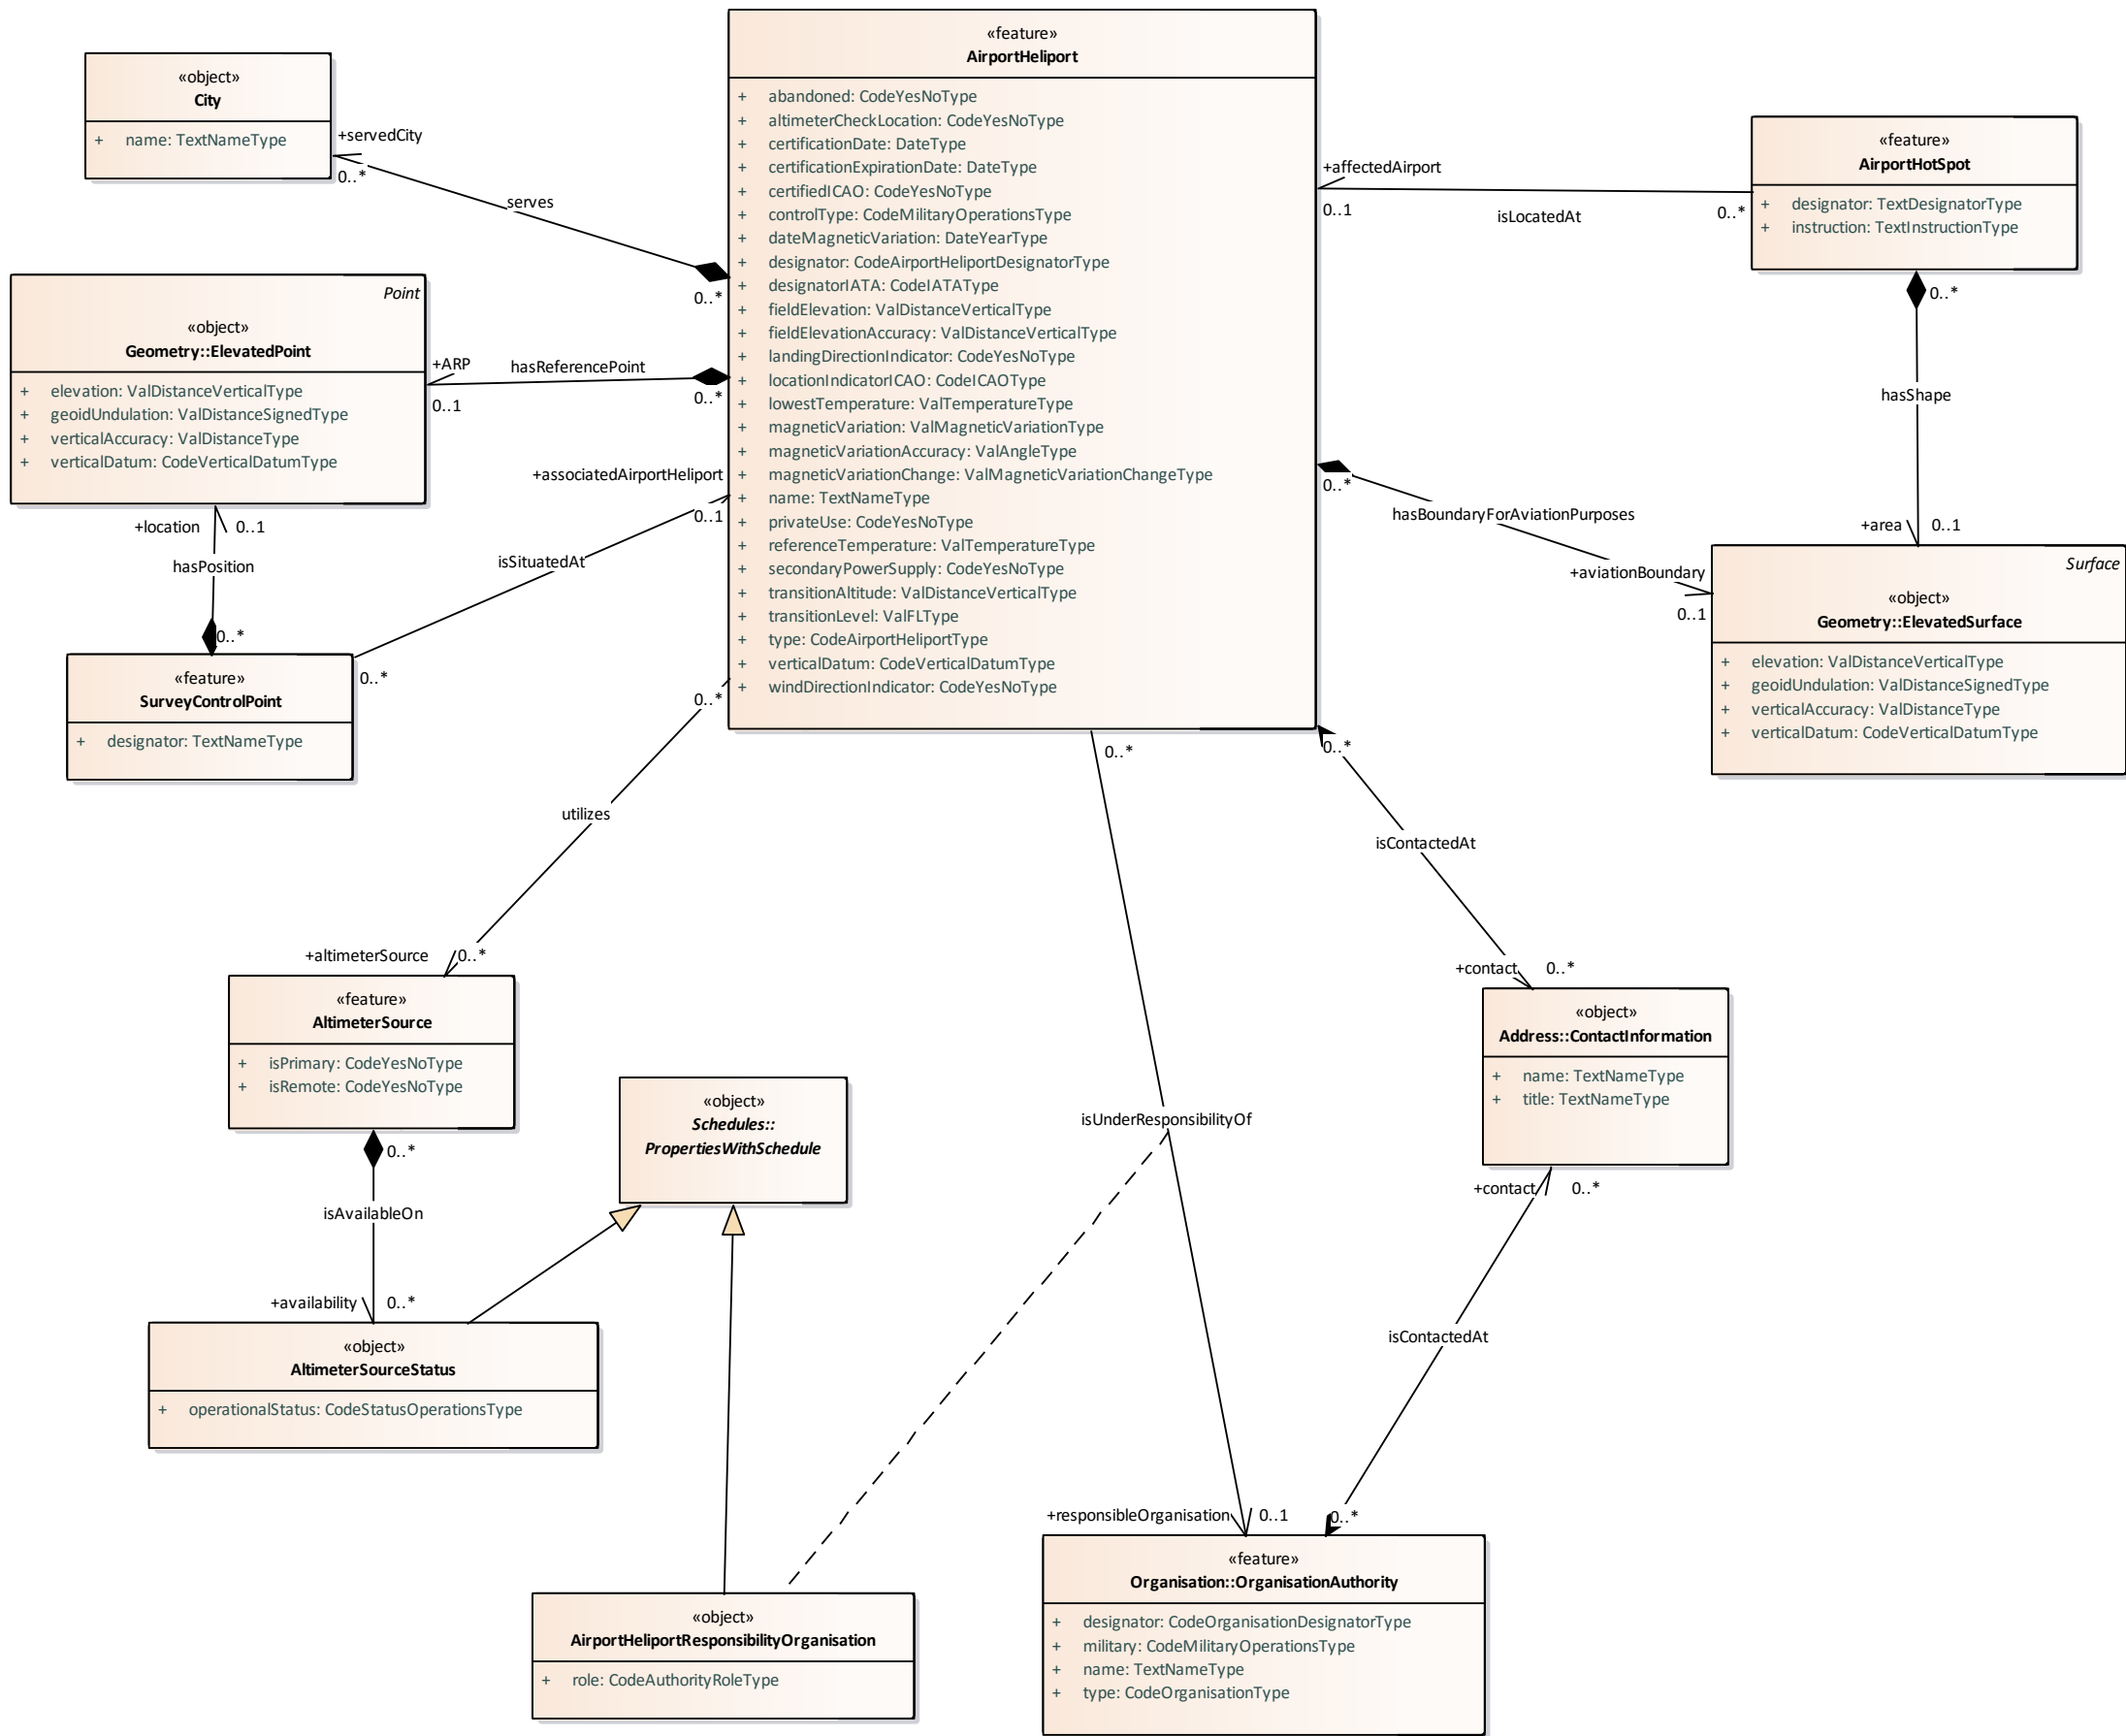 «feature»
AirportHeliport
+ abandoned: CodeYesNoType
+ altimeterCheckLocation: CodeYesNoType
+ certificationDate: DateType
+ certificationExpirationDate: DateType
+ certifiedICAO: CodeYesNoType
+ controlType: CodeMilitaryOperationsType
+ dateMagneticVariation: DateYearType
+ designator: CodeAirportHeliportDesignatorType
+ designatorIATA: CodeIATAType
+ fieldElevation: ValDistanceVerticalType
+ fieldElevationAccuracy: ValDistanceVerticalType
+ landingDirectionIndicator: CodeYesNoType
+ locationIndicatorICAO: CodeICAOType
+ lowestTemperature: ValTemperatureType
+ magneticVariation: ValMagneticVariationType
+ magneticVariationAccuracy: ValAngleType
+ magneticVariationChange: ValMagneticVariationChangeType
+ name: TextNameType
+ privateUse: CodeYesNoType
+ referenceTemperature: ValTemperatureType
+ secondaryPowerSupply: CodeYesNoType
+ transitionAltitude: ValDistanceVerticalType
+ transitionLevel: ValFLType
+ type: CodeAirportHeliportType
+ verticalDatum: CodeVerticalDatumType
+ windDirectionIndicator: CodeYesNoType
«object»
City
+ name: TextNameType
+servedCity
0..*
serves
0..*
Point
«object»
Geometry::ElevatedPoint
+ elevation: ValDistanceVerticalType
+ geoidUndulation: ValDistanceSignedType
+ verticalAccuracy: ValDistanceType
+ verticalDatum: CodeVerticalDatumType
+ARP
0..1
hasReferencePoint
0..*
+associatedAirportHeliport
0..1
isSituatedAt
0..*
+location
0..1
hasPosition
0..*
«feature»
SurveyControlPoint
+ designator: TextNameType
+affectedAirport
0..1
isLocatedAt
0..*
«feature»
AirportHotSpot
+ designator: TextDesignatorType
+ instruction: TextInstructionType
0..*
hasShape
+area
0..1
0..*
hasBoundaryForAviationPurposes
+aviationBoundary
0..1
Surface
«object»
Geometry::ElevatedSurface
+ elevation: ValDistanceVerticalType
+ geoidUndulation: ValDistanceSignedType
+ verticalAccuracy: ValDistanceType
+ verticalDatum: CodeVerticalDatumType
0..*
utilizes
+altimeterSource
0..*
«feature»
AltimeterSource
+ isPrimary: CodeYesNoType
+ isRemote: CodeYesNoType
0..*
isAvailableOn
+availability
0..*
«object»
AltimeterSourceStatus
+ operationalStatus: CodeStatusOperationsType
«object»
Schedules::
PropertiesWithSchedule
0..*
isUnderResponsibilityOf
+responsibleOrganisation
0..1
0..*
isContactedAt
+contact
0..*
«object»
Address::ContactInformation
+ name: TextNameType
+ title: TextNameType
+contact
0..*
isContactedAt
0..*
«object»
AirportHeliportResponsibilityOrganisation
+ role: CodeAuthorityRoleType
«feature»
Organisation::OrganisationAuthority
+ designator: CodeOrganisationDesignatorType
+ military: CodeMilitaryOperationsType
+ name: TextNameType
+ type: CodeOrganisationType